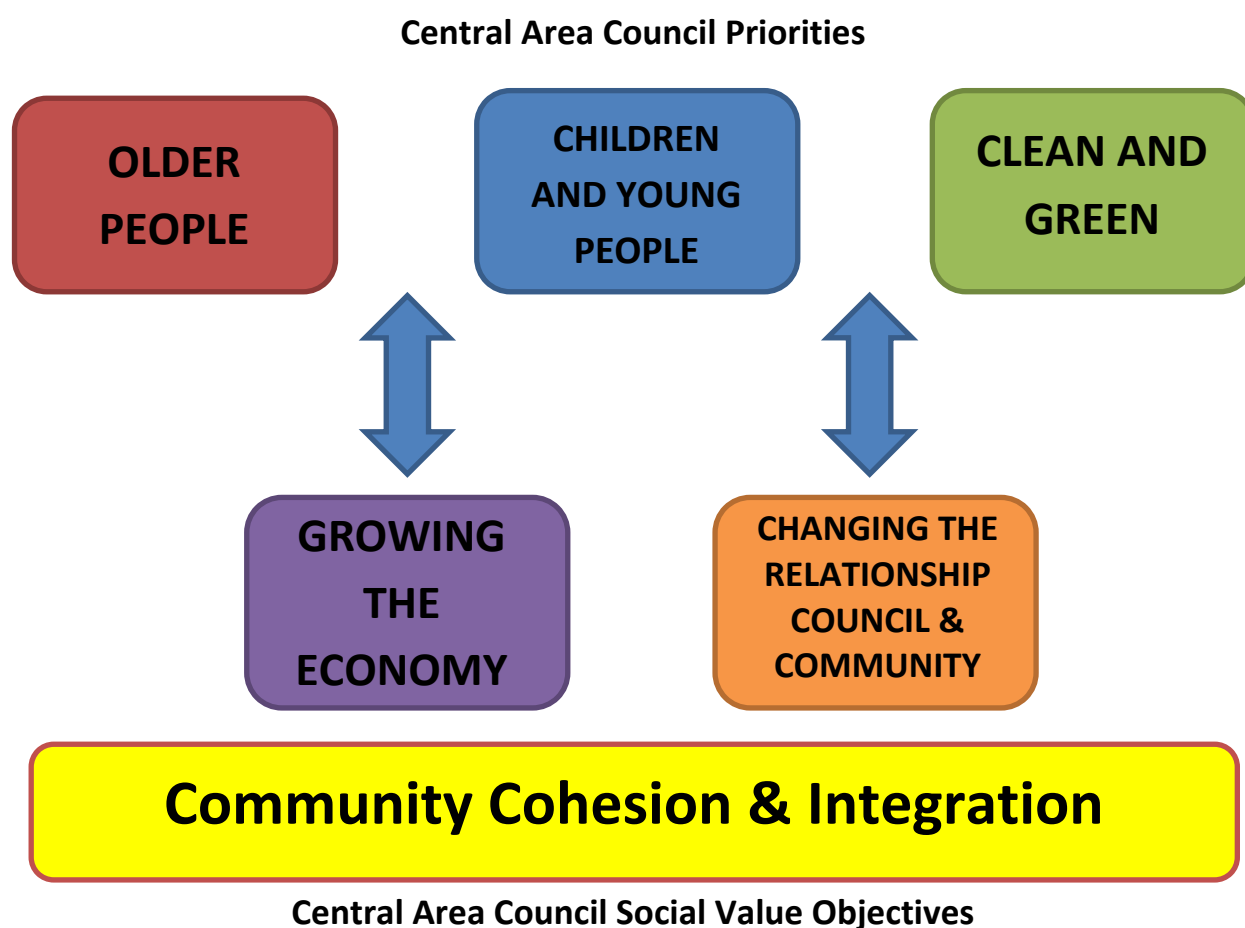 Central Area Council Priorities
OLDER
PEOPLE
CHILDREN
AND YOUNG
PEOPLE
CLEAN AND
GREEN
GROWING
THE
ECONOMY
CHANGING THE
RELATIONSHIP
COUNCIL &
COMMUNITY
Community Cohesion & Integration
Central Area Council Social Value Objectives